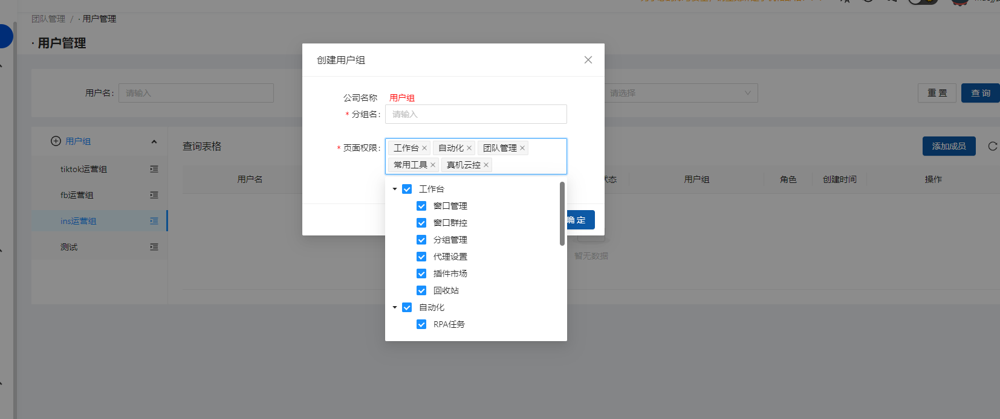 团队管理 / · 用户管理
· 用户管理
创建用户组
用户名: 请输入
请选择
重 置
查 询
公司名称 用户组
* 分组名: 请输入
* 页面权限: 工作台 × 自动化 × 团队管理 ×
常用工具 × 真机云控 ×
用户组
tiktok运营组
fb运营组
ins运营组
测试
查询表格
添加成员
用户名
状态
用户组
角色
创建时间
操作
工作台
窗口管理
窗口群控
分组管理
代理设置
插件市场
回收站
自动化
RPA任务
确 定
暂无数据